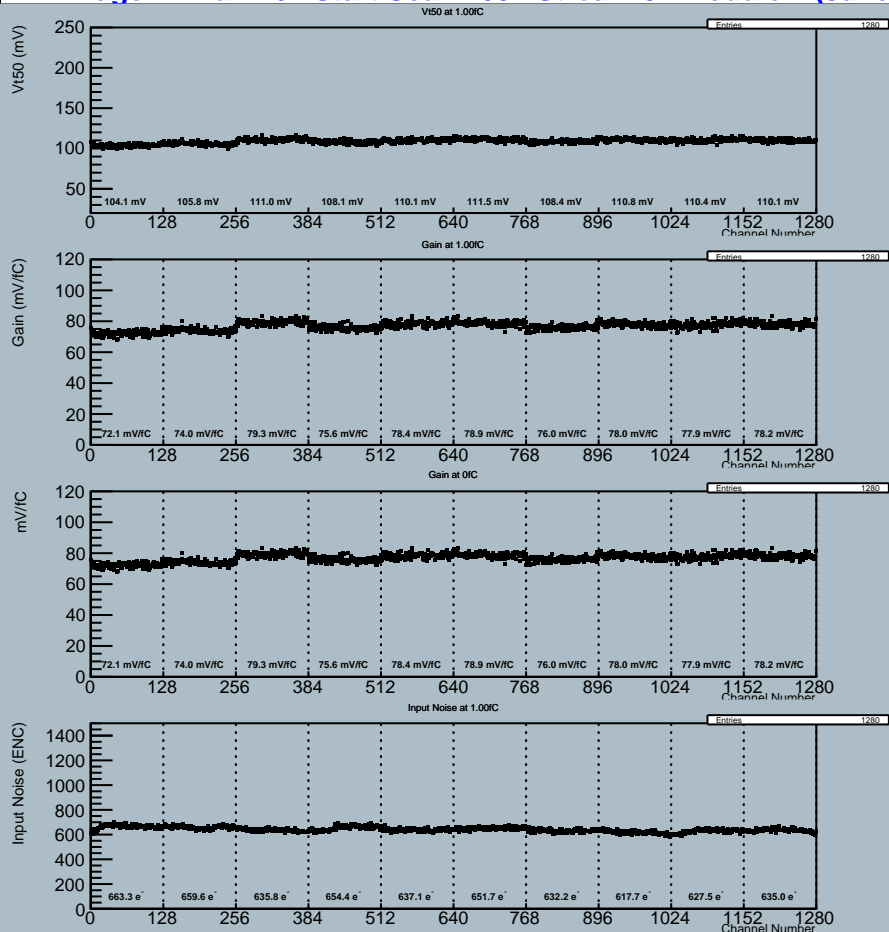 Vt50 at 1.00fC
Entries 1280
Vt50 (mV)
250
200
150
100
50
104.1 mV 105.8 mV 111.0 mV 108.1 mV 110.1 mV 111.5 mV 108.4 mV 110.8 mV 110.4 mV 110.1 mV
0 128 256 384 512 640 768 896 1024 1152 1280
Channel Number
Gain at 1.00fC
Entries 1280
Gain (mV/fC)
120
100
80
60
40
20
0
72.1 mV/fC 74.0 mV/fC 79.3 mV/fC 75.6 mV/fC 78.4 mV/fC 78.9 mV/fC 76.0 mV/fC 78.0 mV/fC 77.9 mV/fC 78.2 mV/fC
0 128 256 384 512 640 768 896 1024 1152 1280
Channel Number
Gain at 0fC
Entries 1280
mV/fC
120
100
80
60
40
20
0
72.1 mV/fC 74.0 mV/fC 79.3 mV/fC 75.6 mV/fC 78.4 mV/fC 78.9 mV/fC 76.0 mV/fC 78.0 mV/fC 77.9 mV/fC 78.2 mV/fC
0 128 256 384 512 640 768 896 1024 1152 1280
Channel Number
Input Noise at 1.00fC
Entries 1280
Input Noise (ENC)
1400
1200
1000
800
600
400
200
0
663.3 e⁻ 659.6 e⁻ 635.8 e⁻ 654.4 e⁻ 637.1 e⁻ 651.7 e⁻ 632.2 e⁻ 617.7 e⁻ 627.5 e⁻ 635.0 e⁻
0 128 256 384 512 640 768 896 1024 1152 1280
Channel Number